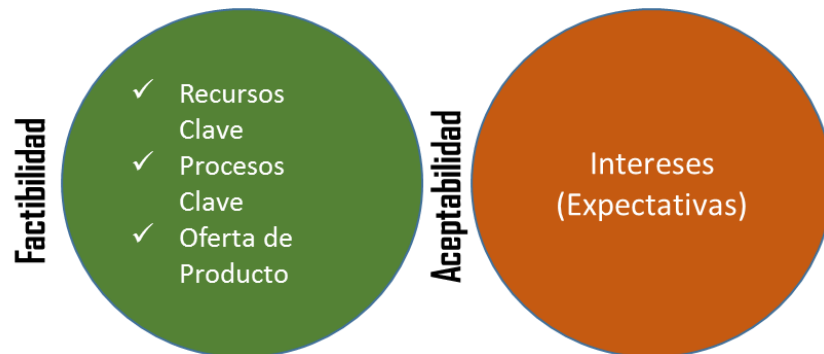 Factibilidad
✓ Recursos
Clave
✓ Procesos
Clave
✓ Oferta de
Producto
Aceptabilidad
Intereses
(Expectativas)